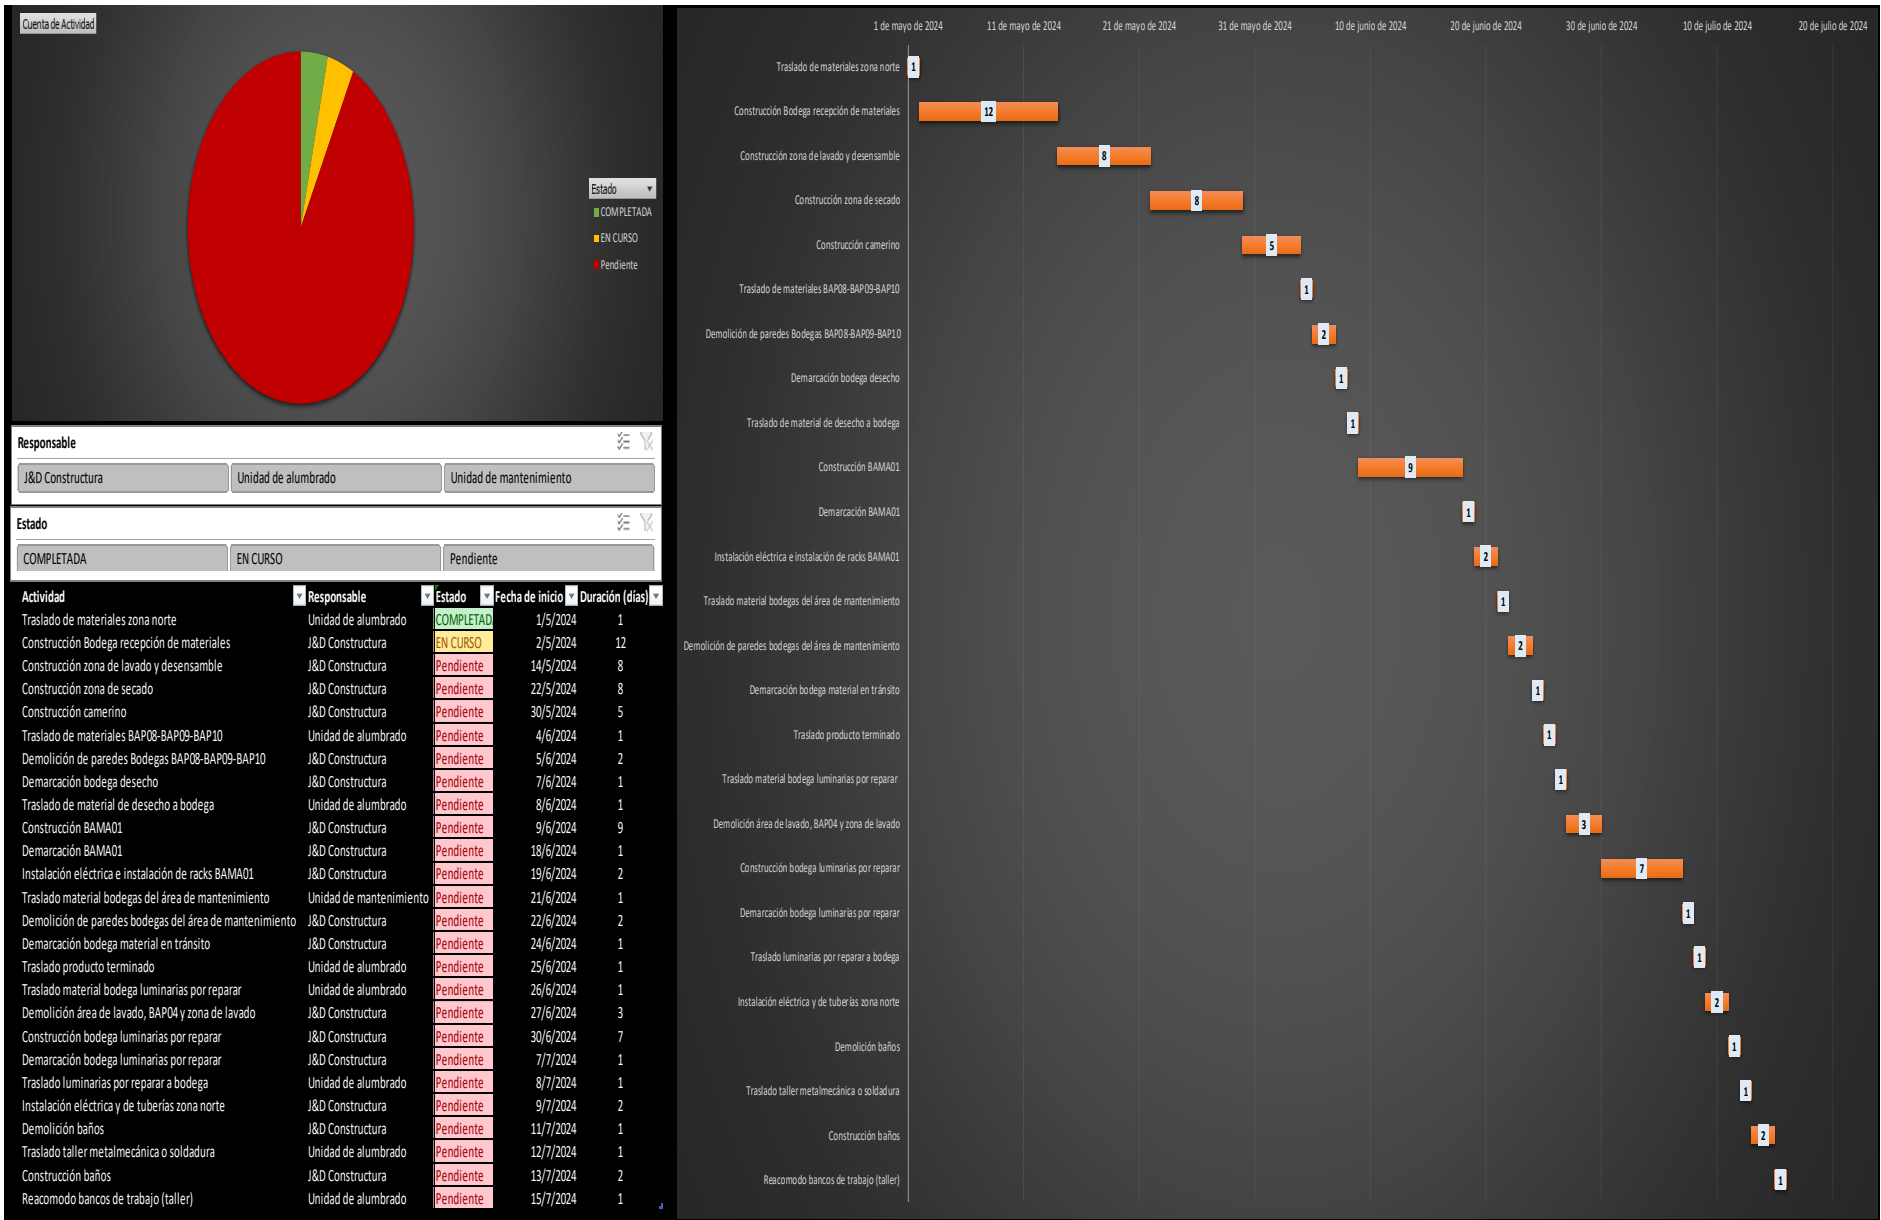 Cuenta de Actividad
Estado
COMPLETADA
EN CURSO
Pendiente
Responsable
J&D Constructura Unidad de alumbrado Unidad de mantenimiento
Estado
COMPLETADA EN CURSO Pendiente
Actividad Responsable Estado Fecha de inicio Duración (días)
Traslado de materiales zona norte Unidad de alumbrado COMPLETAD 1/5/2024 1
Construcción Bodega recepción de materiales J&D Constructura EN CURSO 2/5/2024 12
Construcción zona de lavado y desensamble J&D Constructura Pendiente 14/5/2024 8
Construcción zona de secado J&D Constructura Pendiente 22/5/2024 8
Construcción camerino J&D Constructura Pendiente 30/5/2024 5
Traslado de materiales BAP08-BAP09-BAP10 Unidad de alumbrado Pendiente 4/6/2024 1
Demolición de paredes Bodegas BAP08-BAP09-BAP10 J&D Constructura Pendiente 5/6/2024 2
Demarcación bodega desecho J&D Constructura Pendiente 7/6/2024 1
Traslado de material de desecho a bodega Unidad de alumbrado Pendiente 8/6/2024 1
Construcción BAMA01 J&D Constructura Pendiente 9/6/2024 9
Demarcación BAMA01 J&D Constructura Pendiente 18/6/2024 1
Instalación eléctrica e instalación de racks BAMA01 J&D Constructura Pendiente 19/6/2024 2
Traslado material bodegas del área de mantenimiento Unidad de mantenimiento Pendiente 21/6/2024 1
Demolición de paredes bodegas del área de mantenimiento J&D Constructura Pendiente 22/6/2024 2
Demarcación bodega material en tránsito J&D Constructura Pendiente 24/6/2024 1
Traslado producto terminado Unidad de alumbrado Pendiente 25/6/2024 1
Traslado material bodega luminarias por reparar Unidad de alumbrado Pendiente 26/6/2024 1
Demolición área de lavado, BAP04 y zona de lavado J&D Constructura Pendiente 27/6/2024 3
Construcción bodega luminarias por reparar J&D Constructura Pendiente 30/6/2024 7
Demarcación bodega luminarias por reparar J&D Constructura Pendiente 7/7/2024 1
Traslado luminarias por reparar a bodega Unidad de alumbrado Pendiente 8/7/2024 1
Instalación eléctrica y de tuberías zona norte J&D Constructura Pendiente 9/7/2024 2
Demolición baños J&D Constructura Pendiente 11/7/2024 1
Traslado taller metalmecánica o soldadura Unidad de alumbrado Pendiente 12/7/2024 1
Construcción baños J&D Constructura Pendiente 13/7/2024 2
Reacomodo bancos de trabajo (taller) Unidad de alumbrado Pendiente 15/7/2024 1
1 de mayo de 2024 11 de mayo de 2024 21 de mayo de 2024 31 de mayo de 2024 10 de junio de 2024 20 de junio de 2024 30 de junio de 2024 10 de julio de 2024 20 de julio de 2024
Traslado de materiales zona norte 1
Construcción Bodega recepción de materiales 12
Construcción zona de lavado y desensamble 8
Construcción zona de secado 8
Construcción camerino 5
Traslado de materiales BAP08-BAP09-BAP10 1
Demolición de paredes Bodegas BAP08-BAP09-BAP10 2
Demarcación bodega desecho 1
Traslado de material de desecho a bodega 1
Construcción BAMA01 9
Demarcación BAMA01 1
Instalación eléctrica e instalación de racks BAMA01 2
Traslado material bodegas del área de mantenimiento 1
Demolición de paredes bodegas del área de mantenimiento 2
Demarcación bodega material en tránsito 1
Traslado producto terminado 1
Traslado material bodega luminarias por reparar 1
Demolición área de lavado, BAP04 y zona de lavado 3
Construcción bodega luminarias por reparar 7
Demarcación bodega luminarias por reparar 1
Traslado luminarias por reparar a bodega 1
Instalación eléctrica y de tuberías zona norte 2
Demolición baños 1
Traslado taller metalmecánica o soldadura 1
Construcción baños 2
Reacomodo bancos de trabajo (taller) 1